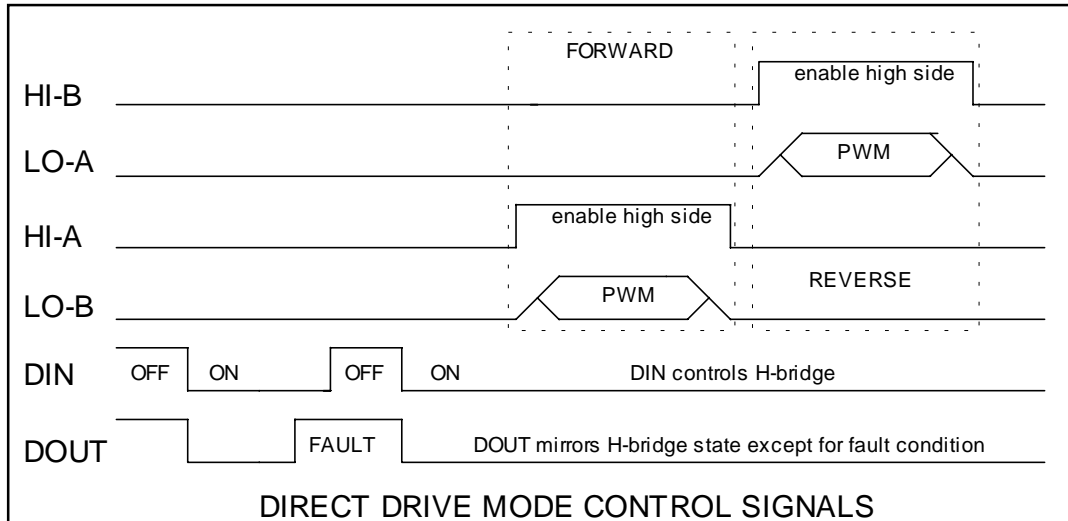 FORWARD
HI-B enable high side
LO-A PWM
HI-A enable high side
LO-B PWM REVERSE
DIN OFF ON OFF ON DIN controls H-bridge
DOUT FAULT DOUT mirrors H-bridge state except for fault condition
DIRECT DRIVE MODE CONTROL SIGNALS